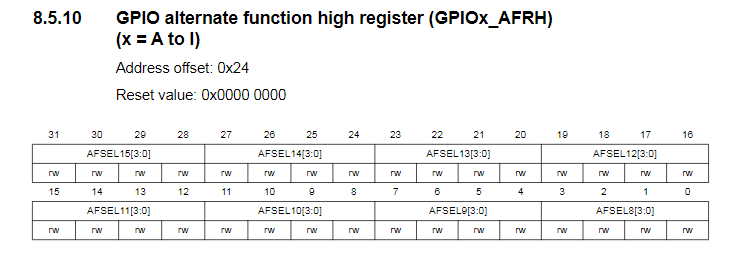 8.5.10 GPIO alternate function high register (GPIOx_AFRH)
(x = A to I)
Address offset: 0x24
Reset value: 0x0000 0000
31 30 29 28 27 26 25 24 23 22 21 20 19 18 17 16
AFSEL15[3:0] AFSEL14[3:0] AFSEL13[3:0] AFSEL12[3:0]
rw rw rw rw rw rw rw rw rw rw rw rw rw rw rw rw
15 14 13 12 11 10 9 8 7 6 5 4 3 2 1 0
AFSEL11[3:0] AFSEL10[3:0] AFSEL9[3:0] AFSEL8[3:0]
rw rw rw rw rw rw rw rw rw rw rw rw rw rw rw rw